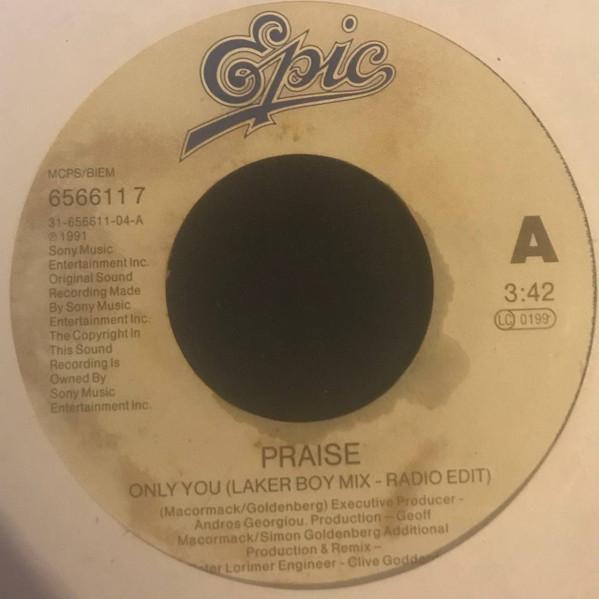 Epic
MCPS/BIEM
656611 7
31-656611-04-A
℗ 1991
Sony Music
Entertainment Inc.
Original Sound
Recording Made
By Sony Music
Entertainment Inc.
The Copyright In
This Sound
Recording Is
Owned By
Sony Music
Entertainment Inc.
A
3:42
LC 0199
PRAISE
ONLY YOU (LAKER BOY MIX - RADIO EDIT)
(Macormack/Goldenberg) Executive Producer -
Andros Georgiou. Production – Geoff
Macormack/Simon Goldenberg Additional
Production & Remix –
Lorimer Engineer - Clive